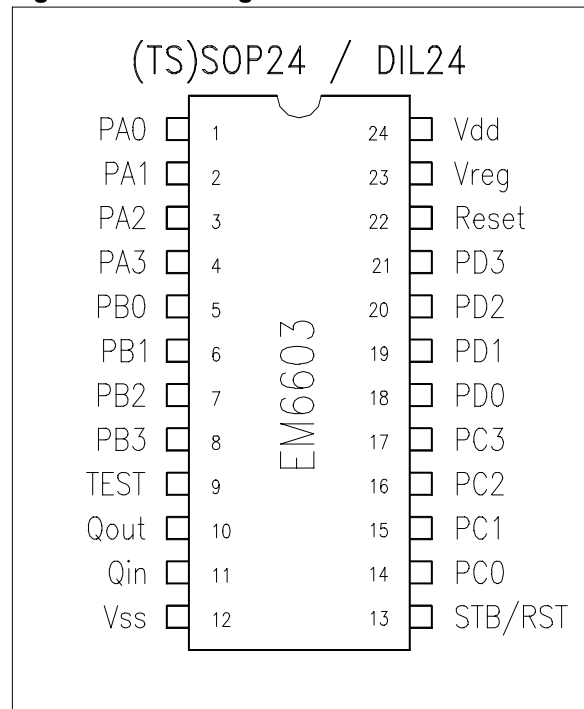 (TS)SOP24 / DIL24
PA0 1 24 Vdd
PA1 2 23 Vreg
PA2 3 22 Reset
PA3 4 21 PD3
PB0 5 20 PD2
PB1 6 19 PD1
PB2 7 18 PD0
PB3 8 17 PC3
TEST 9 16 PC2
Qout 10 15 PC1
Qin 11 14 PC0
Vss 12 13 STB/RST
EM6603